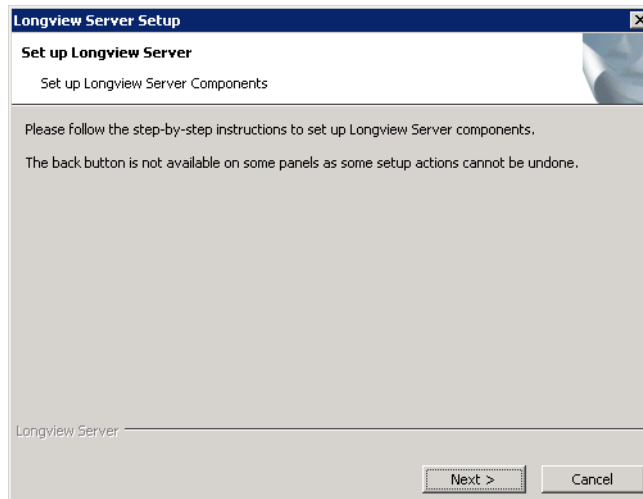 Longview Server Setup
Set up Longview Server
Set up Longview Server Components
Please follow the step-by-step instructions to set up Longview Server components.
The back button is not available on some panels as some setup actions cannot be undone.
Longview Server
Next >
Cancel